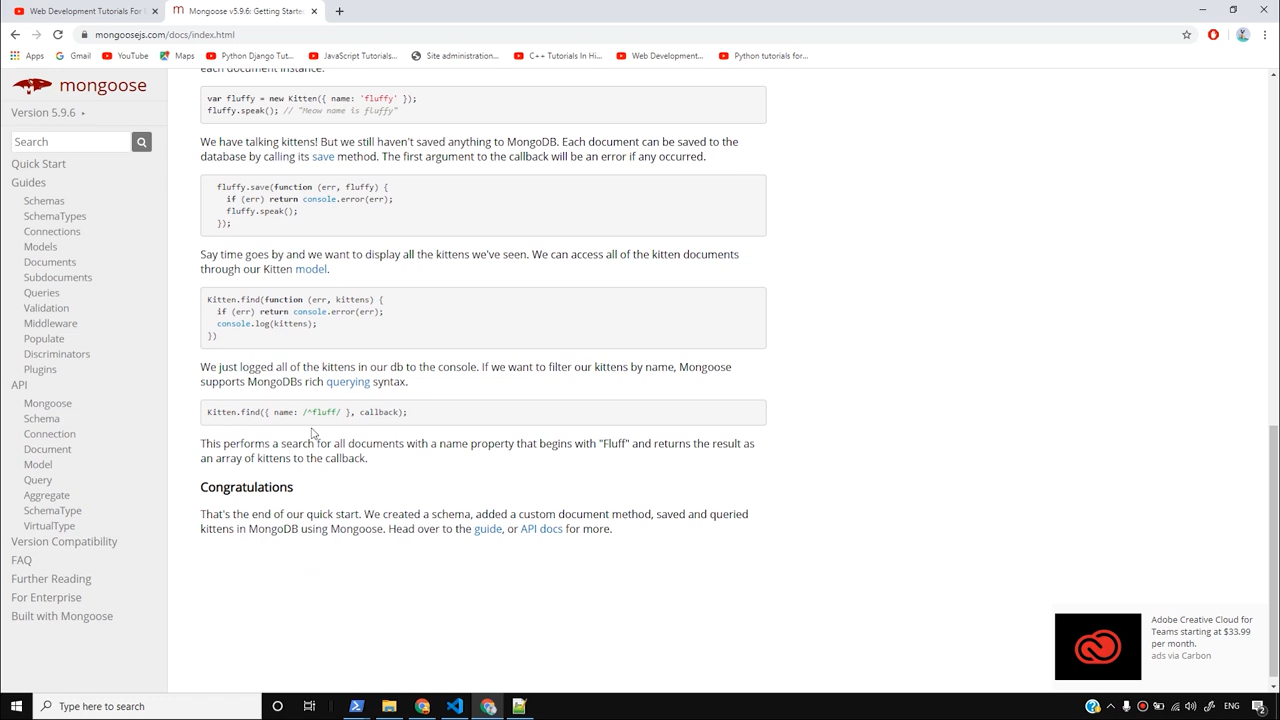 Web Development Tutorials For
Mongoose v5.9.6: Getting Started
mongoosejs.com/docs/index.html
Apps
Gmail
YouTube
Maps
Python Django Tut...
JavaScript Tutorials...
Site administration...
C++ Tutorials In Hi...
Web Development...
Python tutorials for...
mongoose
Version 5.9.6
Search
Quick Start
Guides
Schemas
SchemaTypes
Connections
Models
Documents
Subdocuments
Queries
Validation
Middleware
Populate
Discriminators
Plugins
API
Mongoose
Schema
Connection
Document
Model
Query
Aggregate
SchemaType
VirtualType
Version Compatibility
FAQ
Further Reading
For Enterprise
Built with Mongoose
each document instance:
var fluffy = new Kitten({ name: 'fluffy' });
fluffy.speak(); // "Meow name is fluffy"
We have talking kittens! But we still haven't saved anything to MongoDB. Each document can be saved to the
database by calling its save method. The first argument to the callback will be an error if any occurred.
fluffy.save(function (err, fluffy) {
if (err) return console.error(err);
fluffy.speak();
});
Say time goes by and we want to display all the kittens we've seen. We can access all of the kitten documents
through our Kitten model.
Kitten.find(function (err, kittens) {
if (err) return console.error(err);
console.log(kittens);
})
We just logged all of the kittens in our db to the console. If we want to filter our kittens by name, Mongoose
supports MongoDBs rich querying syntax.
Kitten.find({ name: /^fluff/ }, callback);
This performs a search for all documents with a name property that begins with "Fluff" and returns the result as
an array of kittens to the callback.
Congratulations
That's the end of our quick start. We created a schema, added a custom document method, saved and queried
kittens in MongoDB using Mongoose. Head over to the guide, or API docs for more.
Adobe Creative Cloud for
Teams starting at $33.99
per month.
ads via Carbon
Type here to search
ENG
2